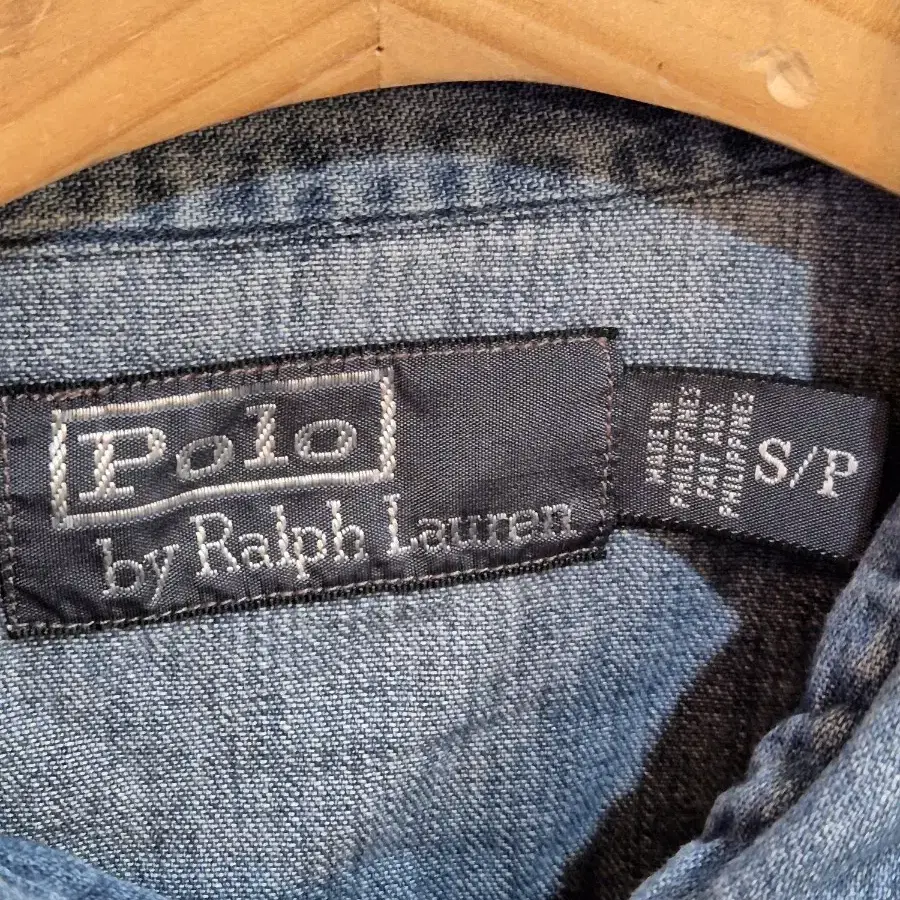 Polo
by Ralph Lauren
MADE IN
PHILIPPINES
FAIT AUX
PHILIPPINES
S/P